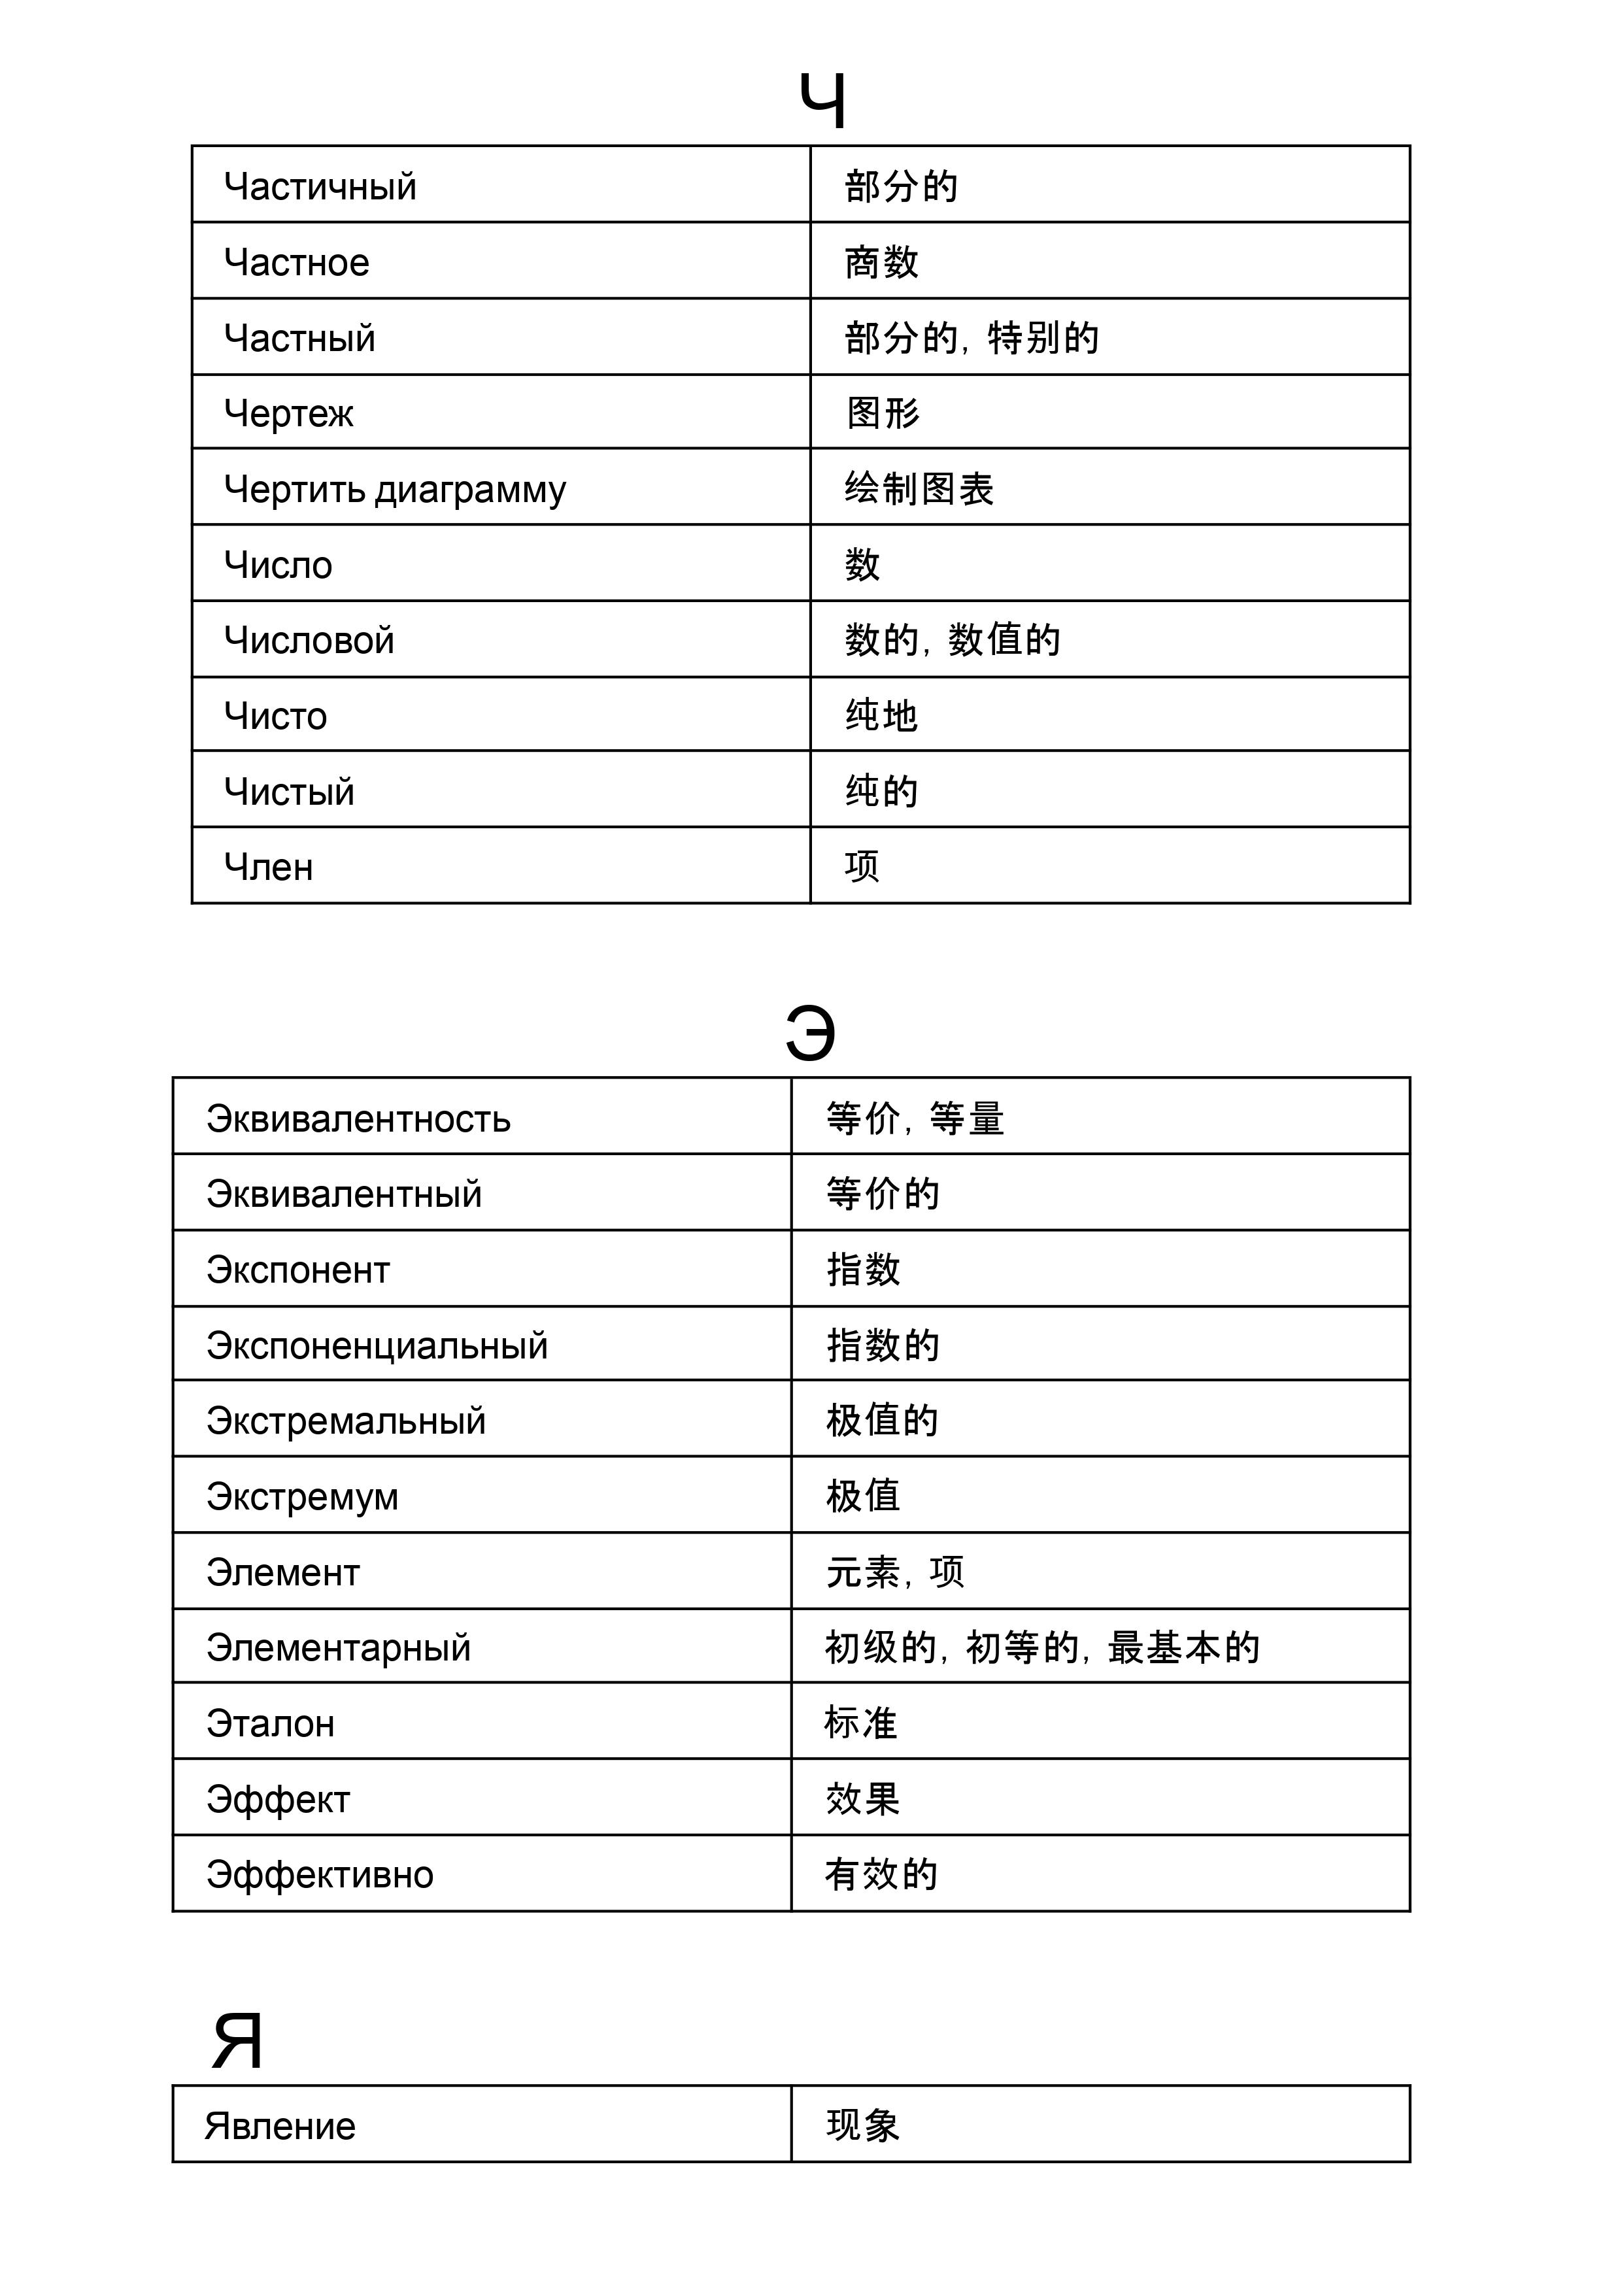 Ч
Частичный 部分的
Частное 商数
Частный 部分的, 特别的
Чертеж 图形
Чертить диаграмму 绘制图表
Число 数
Числовой 数的, 数值的
Чисто 纯地
Чистый 纯的
Член 项
Э
Эквивалентность 等价, 等量
Эквивалентный 等价的
Экспонент 指数
Экспоненциальный 指数的
Экстремальный 极值的
Экстремум 极值
Элемент 元素, 项
Элементарный 初级的, 初等的, 最基本的
Эталон 标准
Эффект 效果
Эффективно 有效的
Я
Явление 现象